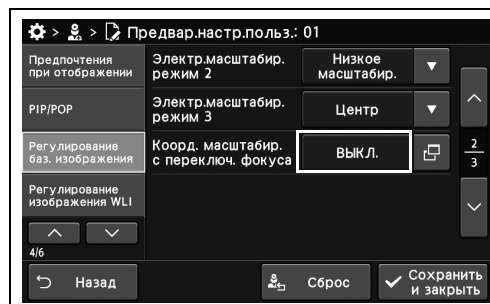 > > Предвар.настр.польз.: 01
Предпочтения
при отображении
PIP/POP
Регулирование
баз. изображения
Регулирование
изображения WLI
4/6
Электр.масштабир.
режим 2
Низкое
масштабир.
Электр.масштабир.
режим 3
Центр
Коорд. масштабир.
с переключ. фокуса
ВЫКЛ.
2
3
Назад
Сброс
Сохранить
и закрыть